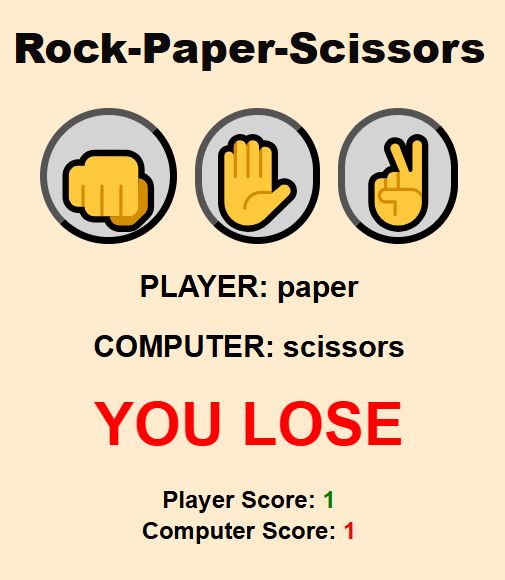 Rock-Paper-Scissors
PLAYER: paper
COMPUTER: scissors
YOU LOSE
Player Score: 1
Computer Score: 1